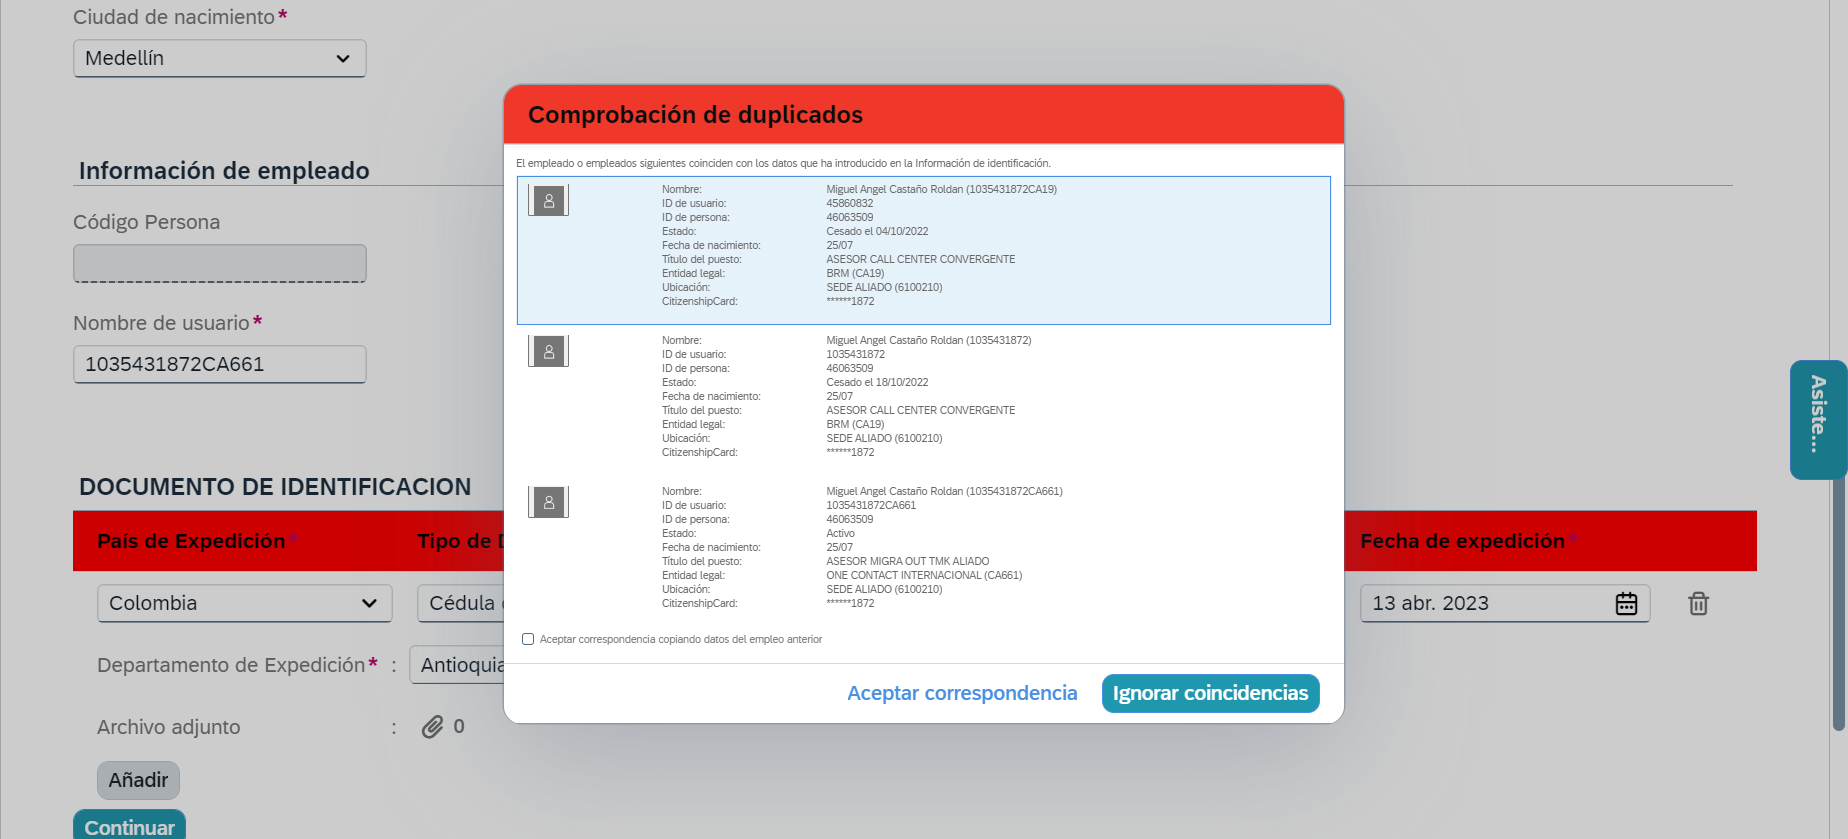 Ciudad de nacimiento*
Medellín
Información de empleado
Código Persona
Nombre de usuario*
1035431872CA661
DOCUMENTO DE IDENTIFICACION
País de Expedición* Tipo de Fecha de expedición*
Colombia Cédula 13 abr. 2023
Departamento de Expedición* : Antioquia
Archivo adjunto : 0
Añadir
Continuar
Comprobación de duplicados
El empleado o empleados siguientes coinciden con los datos que ha introducido en la Información de identificación.
Nombre: Miguel Angel Castaño Roldan (1035431872CA19)
ID de usuario: 45860832
ID de persona: 46063509
Estado: Cesado el 04/10/2022
Fecha de nacimiento: 25/07
Título del puesto: ASESOR CALL CENTER CONVERGENTE
Entidad legal: BRM (CA19)
Ubicación: SEDE ALIADO (6100210)
CitizenshipCard: ******1872
Nombre: Miguel Angel Castaño Roldan (1035431872)
ID de usuario: 1035431872
ID de persona: 46063509
Estado: Cesado el 18/10/2022
Fecha de nacimiento: 25/07
Título del puesto: ASESOR CALL CENTER CONVERGENTE
Entidad legal: BRM (CA19)
Ubicación: SEDE ALIADO (6100210)
CitizenshipCard: ******1872
Nombre: Miguel Angel Castaño Roldan (1035431872CA661)
ID de usuario: 1035431872CA661
ID de persona: 46063509
Estado: Activo
Fecha de nacimiento: 25/07
Título del puesto: ASESOR MIGRA OUT TMK ALIADO
Entidad legal: ONE CONTACT INTERNACIONAL (CA661)
Ubicación: SEDE ALIADO (6100210)
CitizenshipCard: ******1872
Aceptar correspondencia copiando datos del empleo anterior
Aceptar correspondencia Ignorar coincidencias
Asiste...